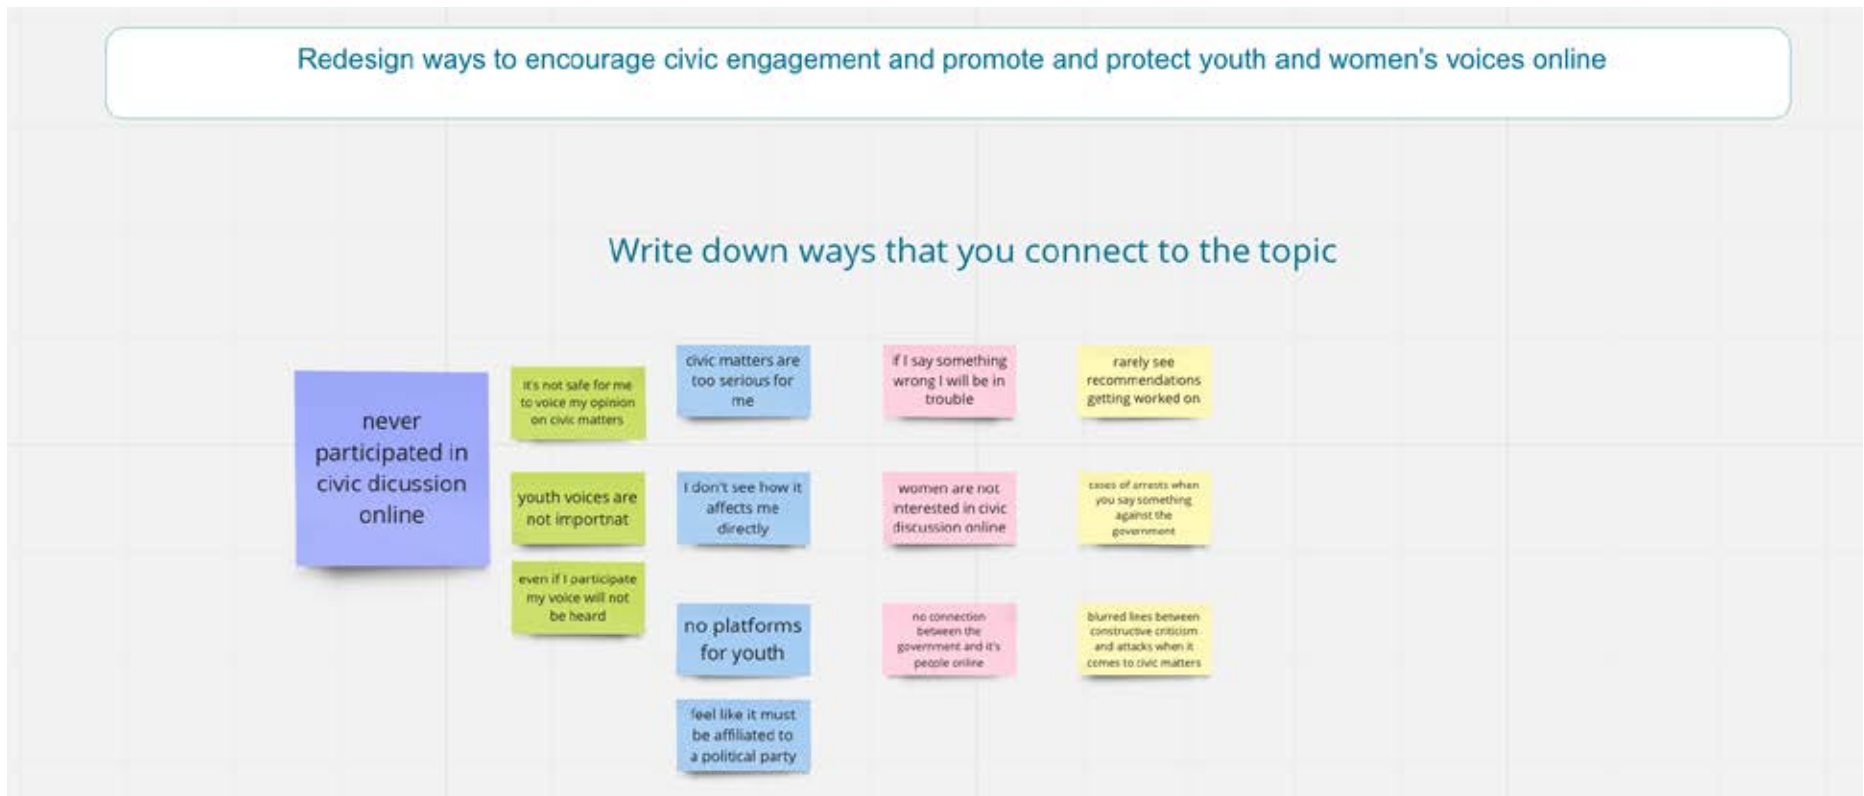 Redesign ways to encourage civic engagement and promote and protect youth and women's voices online
Write down ways that you connect to the topic
never
participated in
civic dicussion
online
it's not safe for me
to voice my opinion
on civic matters
youth voices are
not importnat
even if I participate
my voice will not
be heard
civic matters are
too serious for
me
I don't see how it
affects me
directly
no platforms
for youth
feel like it must
be affiliated to
a political party
if I say something
wrong I will be in
trouble
women are not
interested in civic
discussion online
no connection
between the
government and it's
people online
rarely see
recommendations
getting worked on
cases of arrests when
you say something
against the
government
blurred lines between
constructive criticism
and attacks when it
comes to civic matters